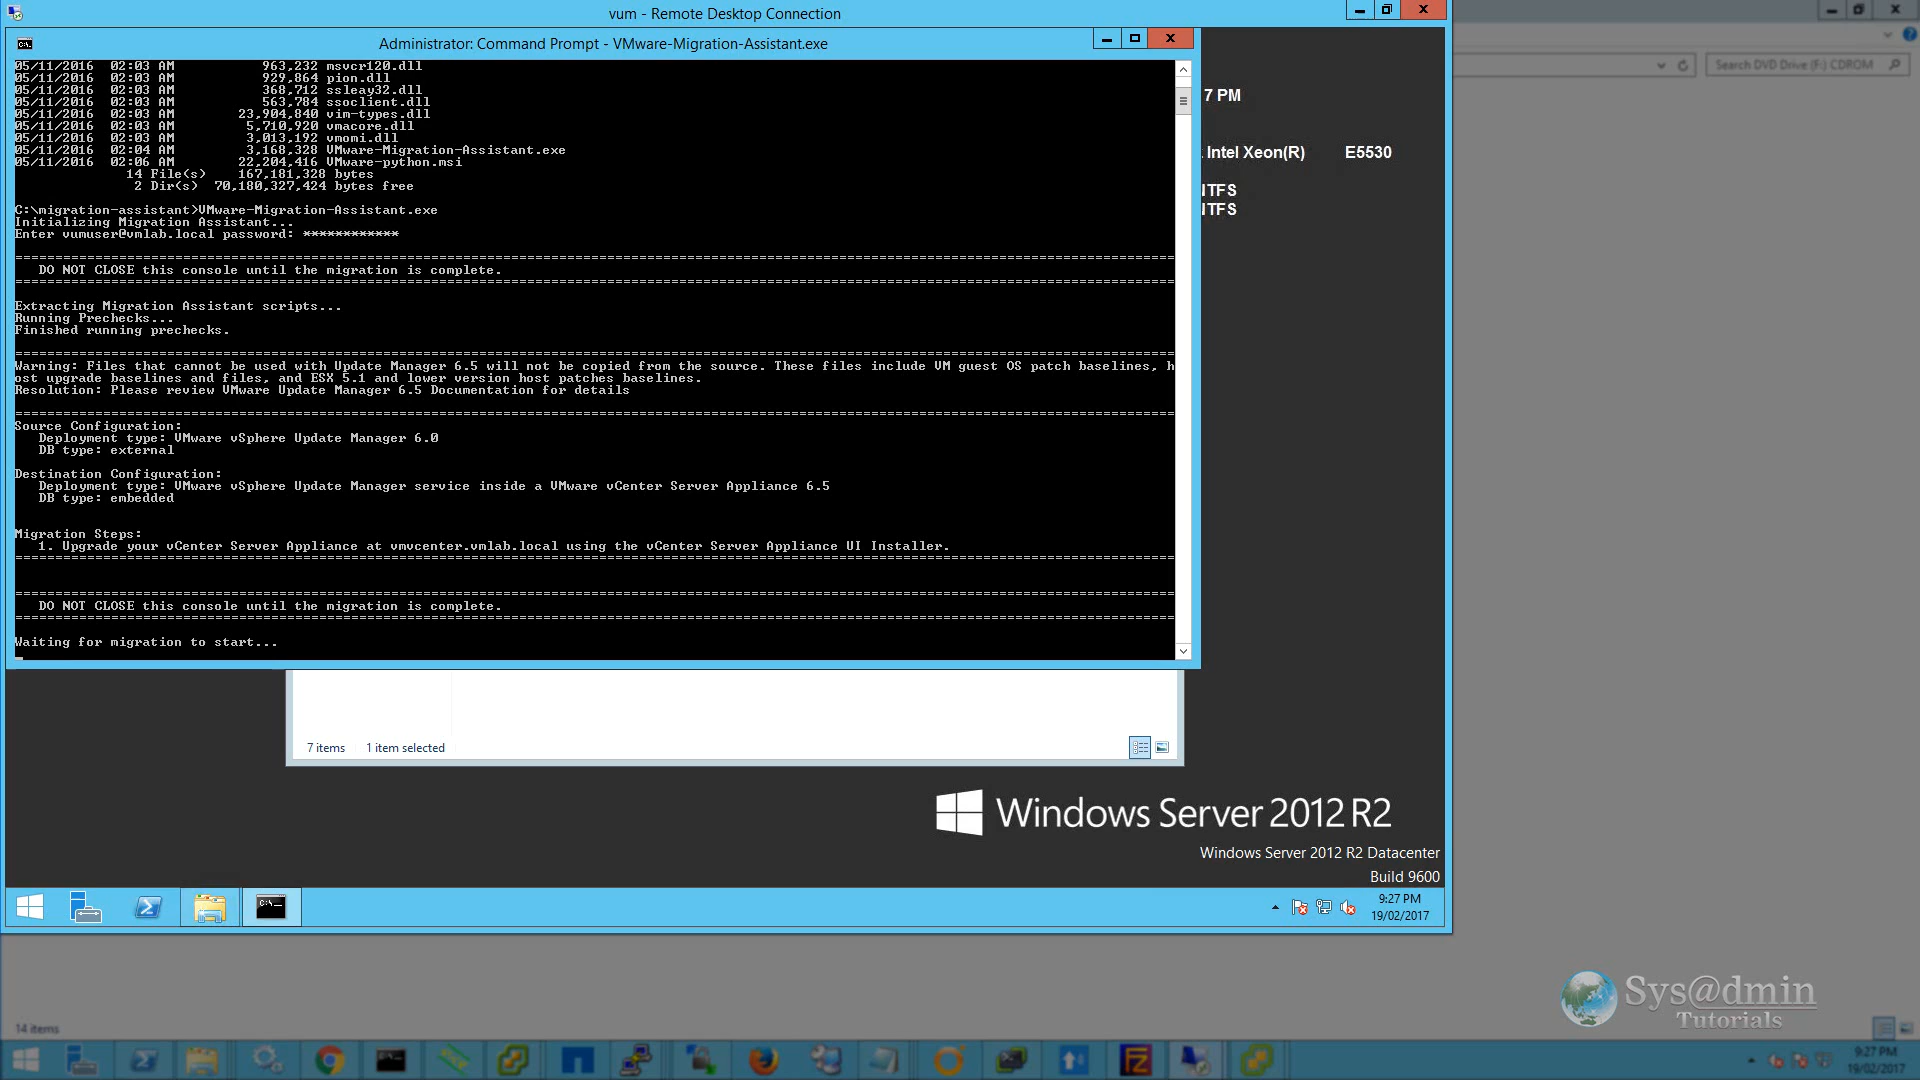 vum - Remote Desktop Connection
Administrator: Command Prompt - VMware-Migration-Assistant.exe
05/11/2016  02:03 AM           963,232 msvcr120.dll
05/11/2016  02:03 AM           929,864 pion.dll
05/11/2016  02:03 AM           368,712 ssleay32.dll
05/11/2016  02:03 AM           563,784 ssoclient.dll
05/11/2016  02:03 AM        23,904,840 vim-types.dll
05/11/2016  02:03 AM         5,710,920 vmacore.dll
05/11/2016  02:03 AM         3,013,192 vmomi.dll
05/11/2016  02:04 AM         3,168,328 VMware-Migration-Assistant.exe
05/11/2016  02:06 AM        22,204,416 VMware-python.msi
14 File(s)    167,181,328 bytes
2 Dir(s)  70,180,327,424 bytes free
C:\migration-assistant>VMware-Migration-Assistant.exe
Initializing Migration Assistant...
Enter vumuser@vmlab.local password: ************
DO NOT CLOSE this console until the migration is complete.
Extracting Migration Assistant scripts...
Running Prechecks...
Finished running prechecks.
Warning: Files that cannot be used with Update Manager 6.5 will not be copied from the source. These files include VM guest OS patch baselines, h
ost upgrade baselines and files, and ESX 5.1 and lower version host patches baselines.
Resolution: Please review VMware Update Manager 6.5 Documentation for details
Source Configuration:
Deployment type: VMware vSphere Update Manager 6.0
DB type: external
Destination Configuration:
Deployment type: VMware vSphere Update Manager service inside a VMware vCenter Server Appliance 6.5
DB type: embedded
Migration Steps:
1. Upgrade your vCenter Server Appliance at vmvcenter.vmlab.local using the vCenter Server Appliance UI Installer.
DO NOT CLOSE this console until the migration is complete.
Waiting for migration to start...
7 PM
Intel Xeon(R) E5530
NTFS
NTFS
Search DVD Drive (F:) CDROM
7 items 1 item selected
Windows Server 2012 R2
Windows Server 2012 R2 Datacenter
Build 9600
9:27 PM
19/02/2017
Sys@dmin
Tutorials
14 items
9:27 PM
19/02/2017